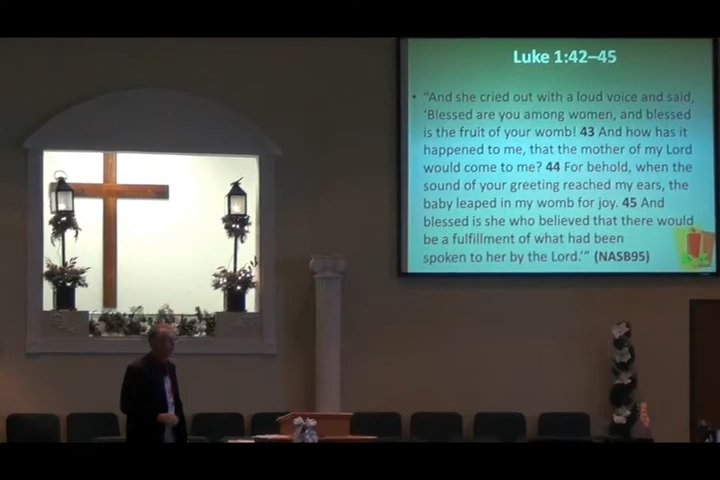 Luke 1:42–45
• “And she cried out with a loud voice and said,
‘Blessed are you among women, and blessed
is the fruit of your womb! 43 And how has it
happened to me, that the mother of my Lord
would come to me? 44 For behold, when the
sound of your greeting reached my ears, the
baby leaped in my womb for joy. 45 And
blessed is she who believed that there would
be a fulfillment of what had been
spoken to her by the Lord.’” (NASB95)